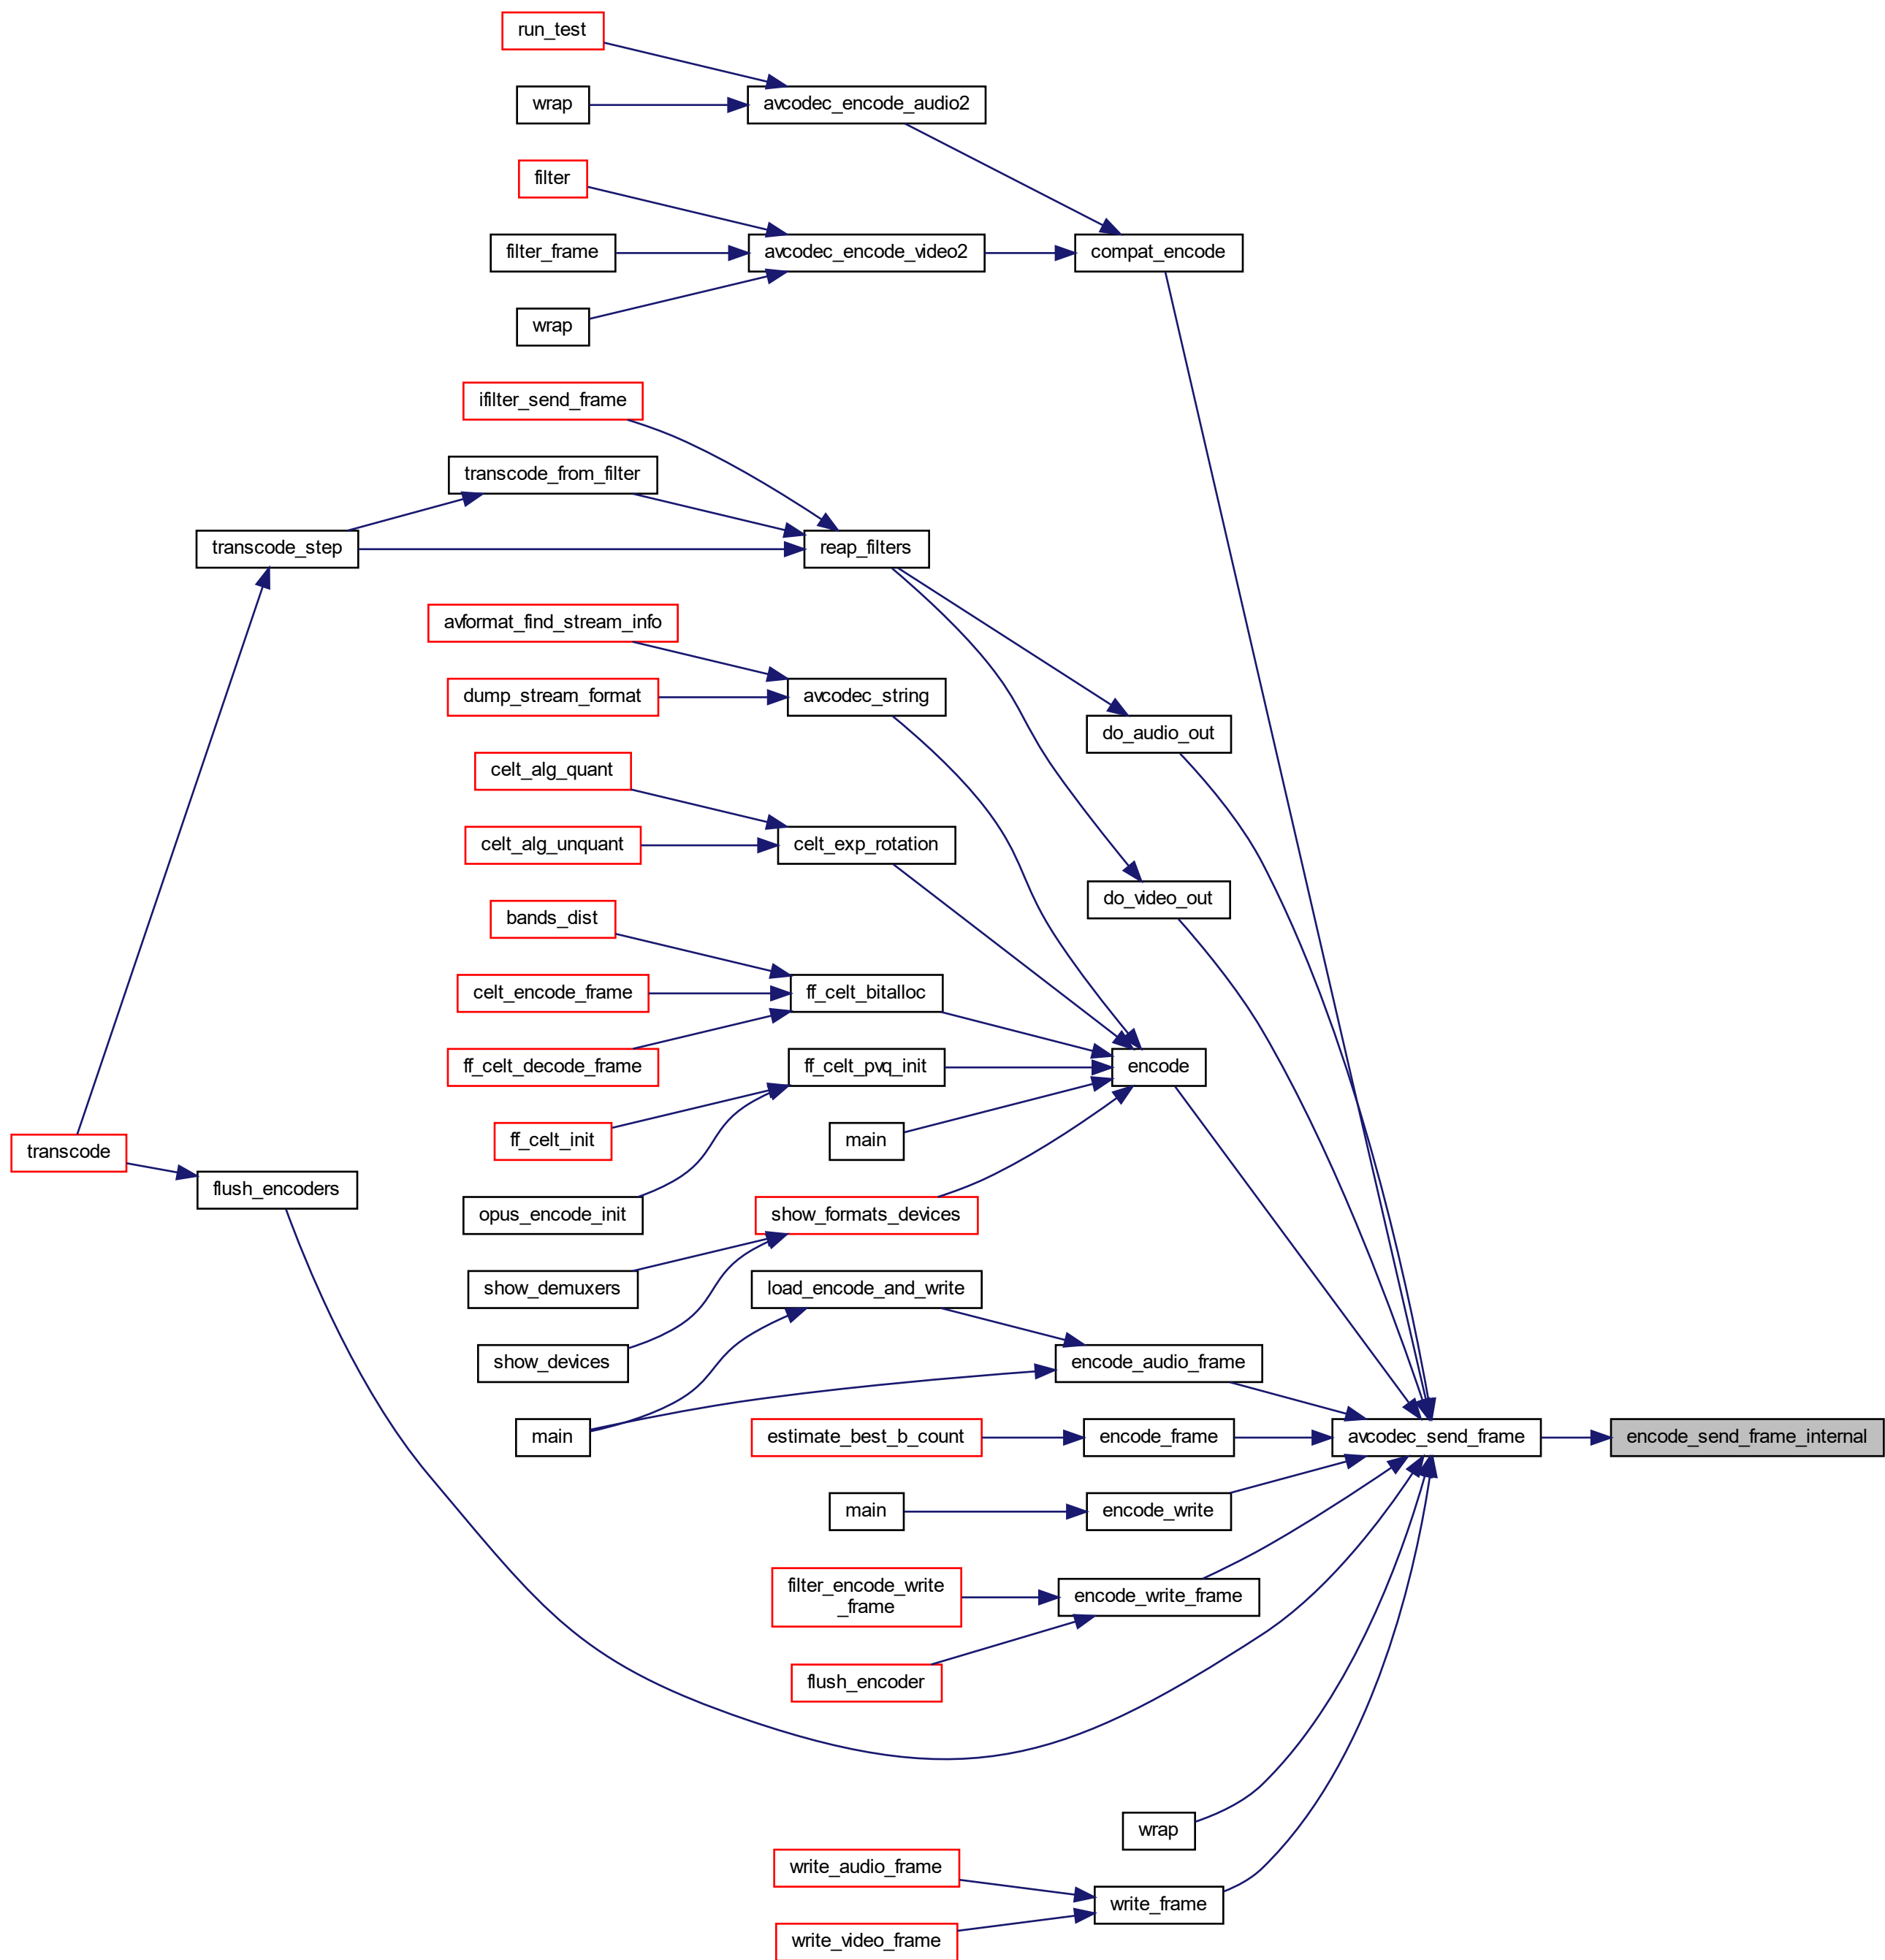 run_test
wrap
avcodec_encode_audio2
filter
filter_frame
avcodec_encode_video2
compat_encode
wrap
ifilter_send_frame
transcode_from_filter
transcode_step
reap_filters
avformat_find_stream_info
dump_stream_format
avcodec_string
do_audio_out
celt_alg_quant
celt_alg_unquant
celt_exp_rotation
do_video_out
bands_dist
celt_encode_frame
ff_celt_bitalloc
ff_celt_decode_frame
ff_celt_pvq_init
encode
transcode
ff_celt_init
main
flush_encoders
opus_encode_init
show_formats_devices
show_demuxers
load_encode_and_write
show_devices
encode_audio_frame
main
estimate_best_b_count
encode_frame
avcodec_send_frame
encode_send_frame_internal
main
encode_write
filter_encode_write
_frame
encode_write_frame
flush_encoder
wrap
write_audio_frame
write_frame
write_video_frame